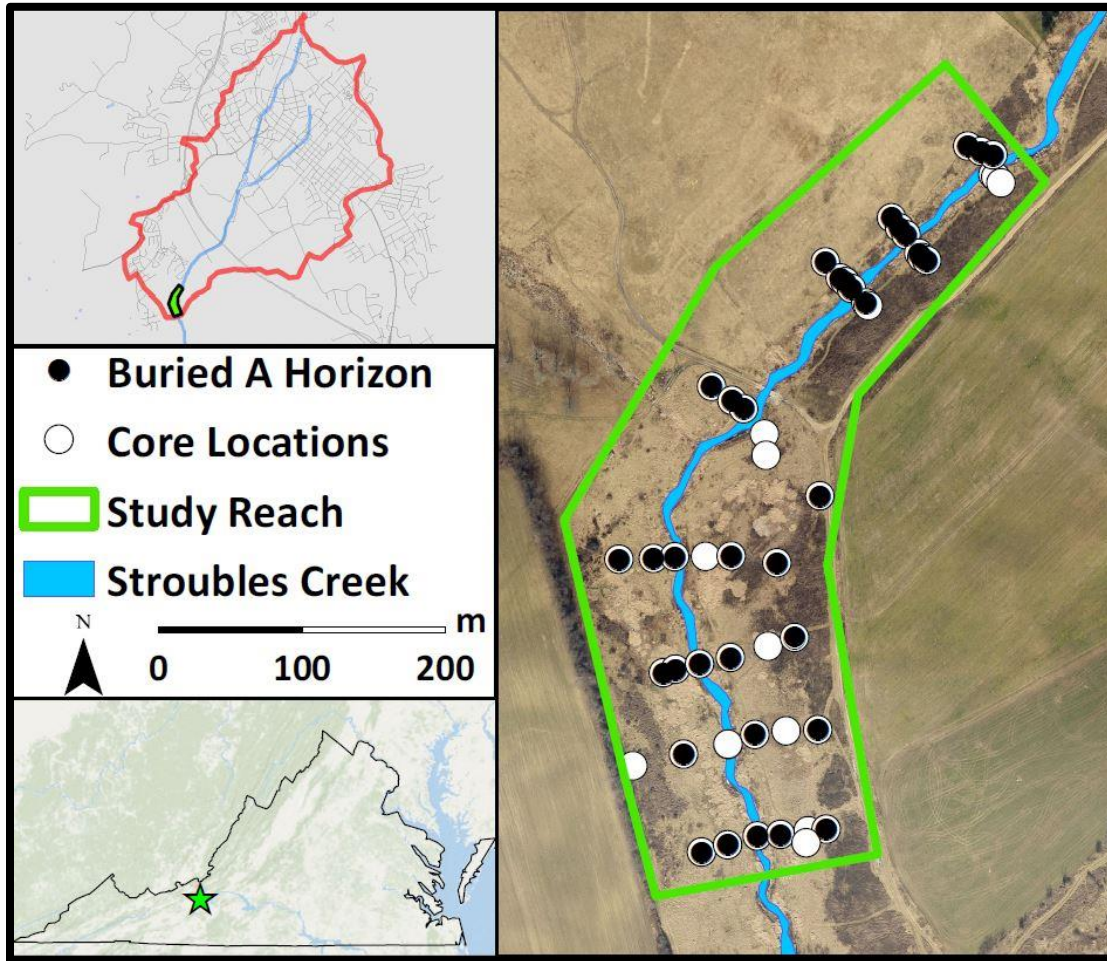 Buried A Horizon
Core Locations
Study Reach
Stroubles Creek
N
m
0 100 200